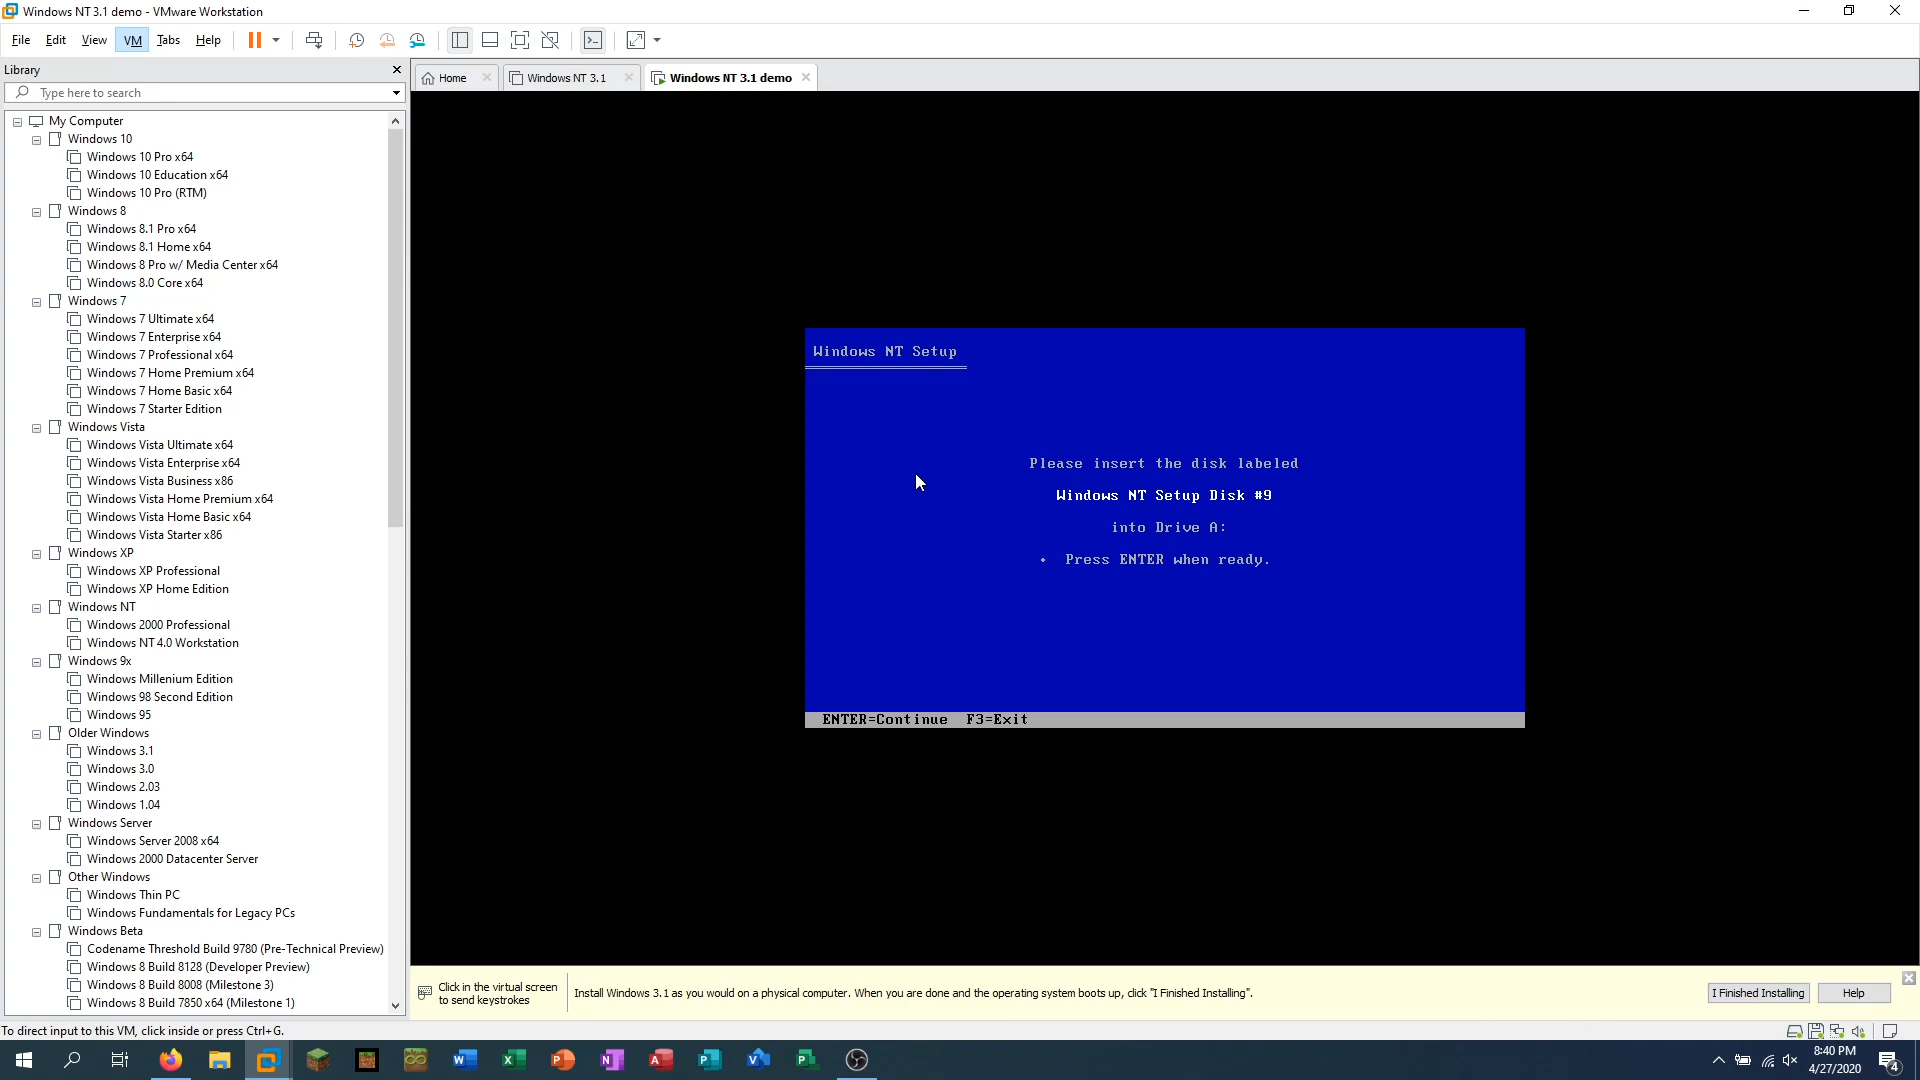 Windows NT 3.1 demo - VMware Workstation
File Edit View VM Tabs Help
Library
Type here to search
Home
Windows NT 3.1
Windows NT 3.1 demo
My Computer
Windows 10
Windows 10 Pro x64
Windows 10 Education x64
Windows 10 Pro (RTM)
Windows 8
Windows 8.1 Pro x64
Windows 8.1 Home x64
Windows 8 Pro w/ Media Center x64
Windows 8.0 Core x64
Windows 7
Windows 7 Ultimate x64
Windows 7 Enterprise x64
Windows 7 Professional x64
Windows 7 Home Premium x64
Windows 7 Home Basic x64
Windows 7 Starter Edition
Windows Vista
Windows Vista Ultimate x64
Windows Vista Enterprise x64
Windows Vista Business x86
Windows Vista Home Premium x64
Windows Vista Home Basic x64
Windows Vista Starter x86
Windows XP
Windows XP Professional
Windows XP Home Edition
Windows NT
Windows 2000 Professional
Windows NT 4.0 Workstation
Windows 9x
Windows Millenium Edition
Windows 98 Second Edition
Windows 95
Older Windows
Windows 3.1
Windows 3.0
Windows 2.03
Windows 1.04
Windows Server
Windows Server 2008 x64
Windows 2000 Datacenter Server
Other Windows
Windows Thin PC
Windows Fundamentals for Legacy PCs
Windows Beta
Codename Threshold Build 9780 (Pre-Technical Preview)
Windows 8 Build 8128 (Developer Preview)
Windows 8 Build 8008 (Milestone 3)
Windows 8 Build 7850 x64 (Milestone 1)
Windows NT Setup
Please insert the disk labeled
Windows NT Setup Disk #9
into Drive A:
• Press ENTER when ready.
ENTER=Continue F3=Exit
Click in the virtual screen
to send keystrokes
Install Windows 3.1 as you would on a physical computer. When you are done and the operating system boots up, click "I Finished Installing".
I Finished Installing
Help
To direct input to this VM, click inside or press Ctrl+G.
8:40 PM
4/27/2020
4